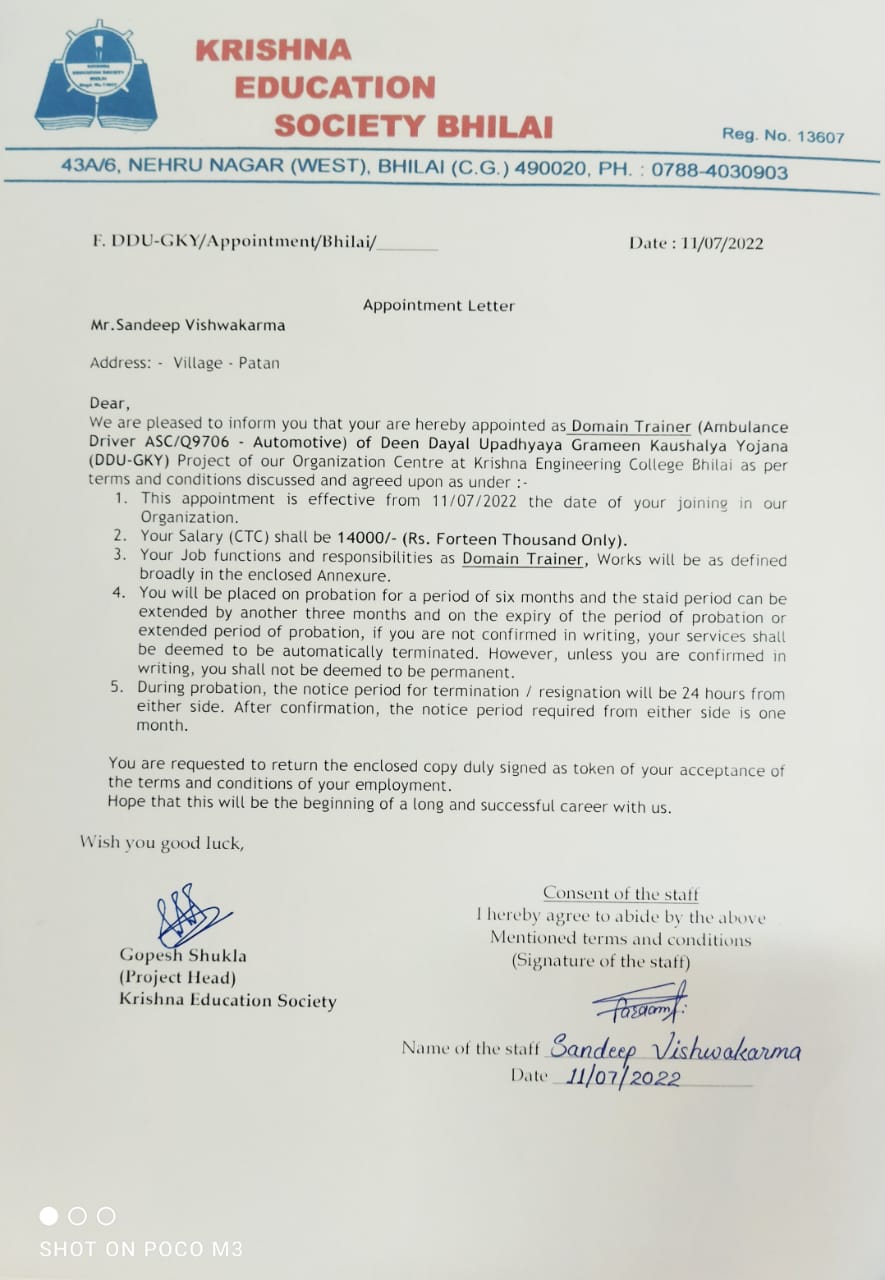 KRISHNA
EDUCATION SOCIETY
BHILAI
KRISHNA
EDUCATION
SOCIETY BHILAI
Reg. No. 13607
43A/6, NEHRU NAGAR (WEST), BHILAI (C.G.) 490020, PH. : 0788-4030903
F. DDU-GKY/Appointment/Bhilai/_______ Date : 11/07/2022
Appointment Letter
Mr.Sandeep Vishwakarma
Address: - Village - Patan
Dear,
We are pleased to inform you that your are hereby appointed as Domain Trainer (Ambulance
Driver ASC/Q9706 - Automotive) of Deen Dayal Upadhyaya Grameen Kaushalya Yojana
(DDU-GKY) Project of our Organization Centre at Krishna Engineering College Bhilai as per
terms and conditions discussed and agreed upon as under :-
1. This appointment is effective from 11/07/2022 the date of your joining in our
Organization.
2. Your Salary (CTC) shall be 14000/- (Rs. Forteen Thousand Only).
3. Your Job functions and responsibilities as Domain Trainer, Works will be as defined
broadly in the enclosed Annexure.
4. You will be placed on probation for a period of six months and the staid period can be
extended by another three months and on the expiry of the period of probation or
extended period of probation, if you are not confirmed in writing, your services shall
be deemed to be automatically terminated. However, unless you are confirmed in
writing, you shall not be deemed to be permanent.
5. During probation, the notice period for termination / resignation will be 24 hours from
either side. After confirmation, the notice period required from either side is one
month.
You are requested to return the enclosed copy duly signed as token of your acceptance of
the terms and conditions of your employment.
Hope that this will be the beginning of a long and successful career with us.
Wish you good luck,
Gopesh Shukla
(Project Head)
Krishna Education Society
Consent of the staff
I hereby agree to abide by the above
Mentioned terms and conditions
(Signature of the staff)
Name of the staff Sandeep Vishwakarma
Date 11/07/2022
SHOT ON POCO M3